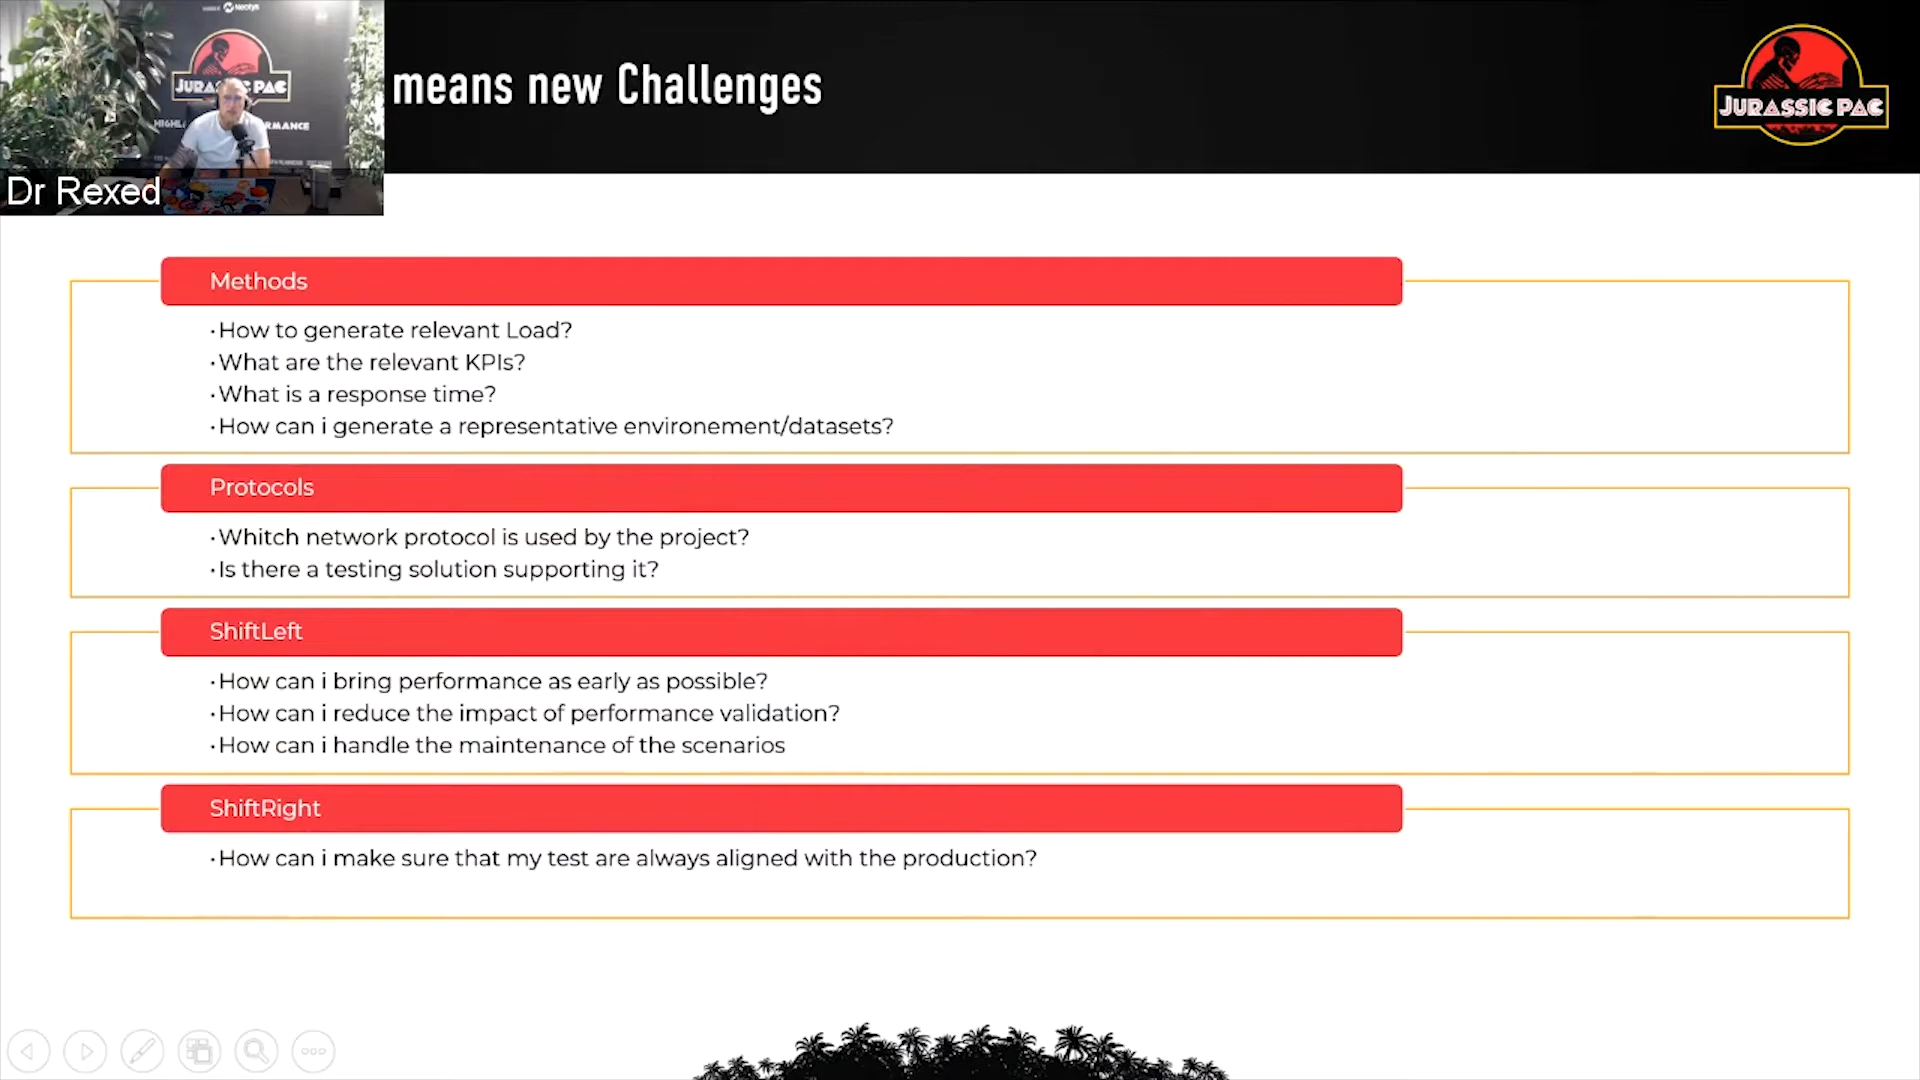 Neotys
JURASSIC PAC
means new Challenges
JURASSIC PAC
Dr Rexed
Methods
·How to generate relevant Load?
·What are the relevant KPIs?
·What is a response time?
·How can i generate a representative environement/datasets?
Protocols
·Whitch network protocol is used by the project?
·Is there a testing solution supporting it?
ShiftLeft
·How can i bring performance as early as possible?
·How can i reduce the impact of performance validation?
·How can i handle the maintenance of the scenarios
ShiftRight
·How can i make sure that my test are always aligned with the production?